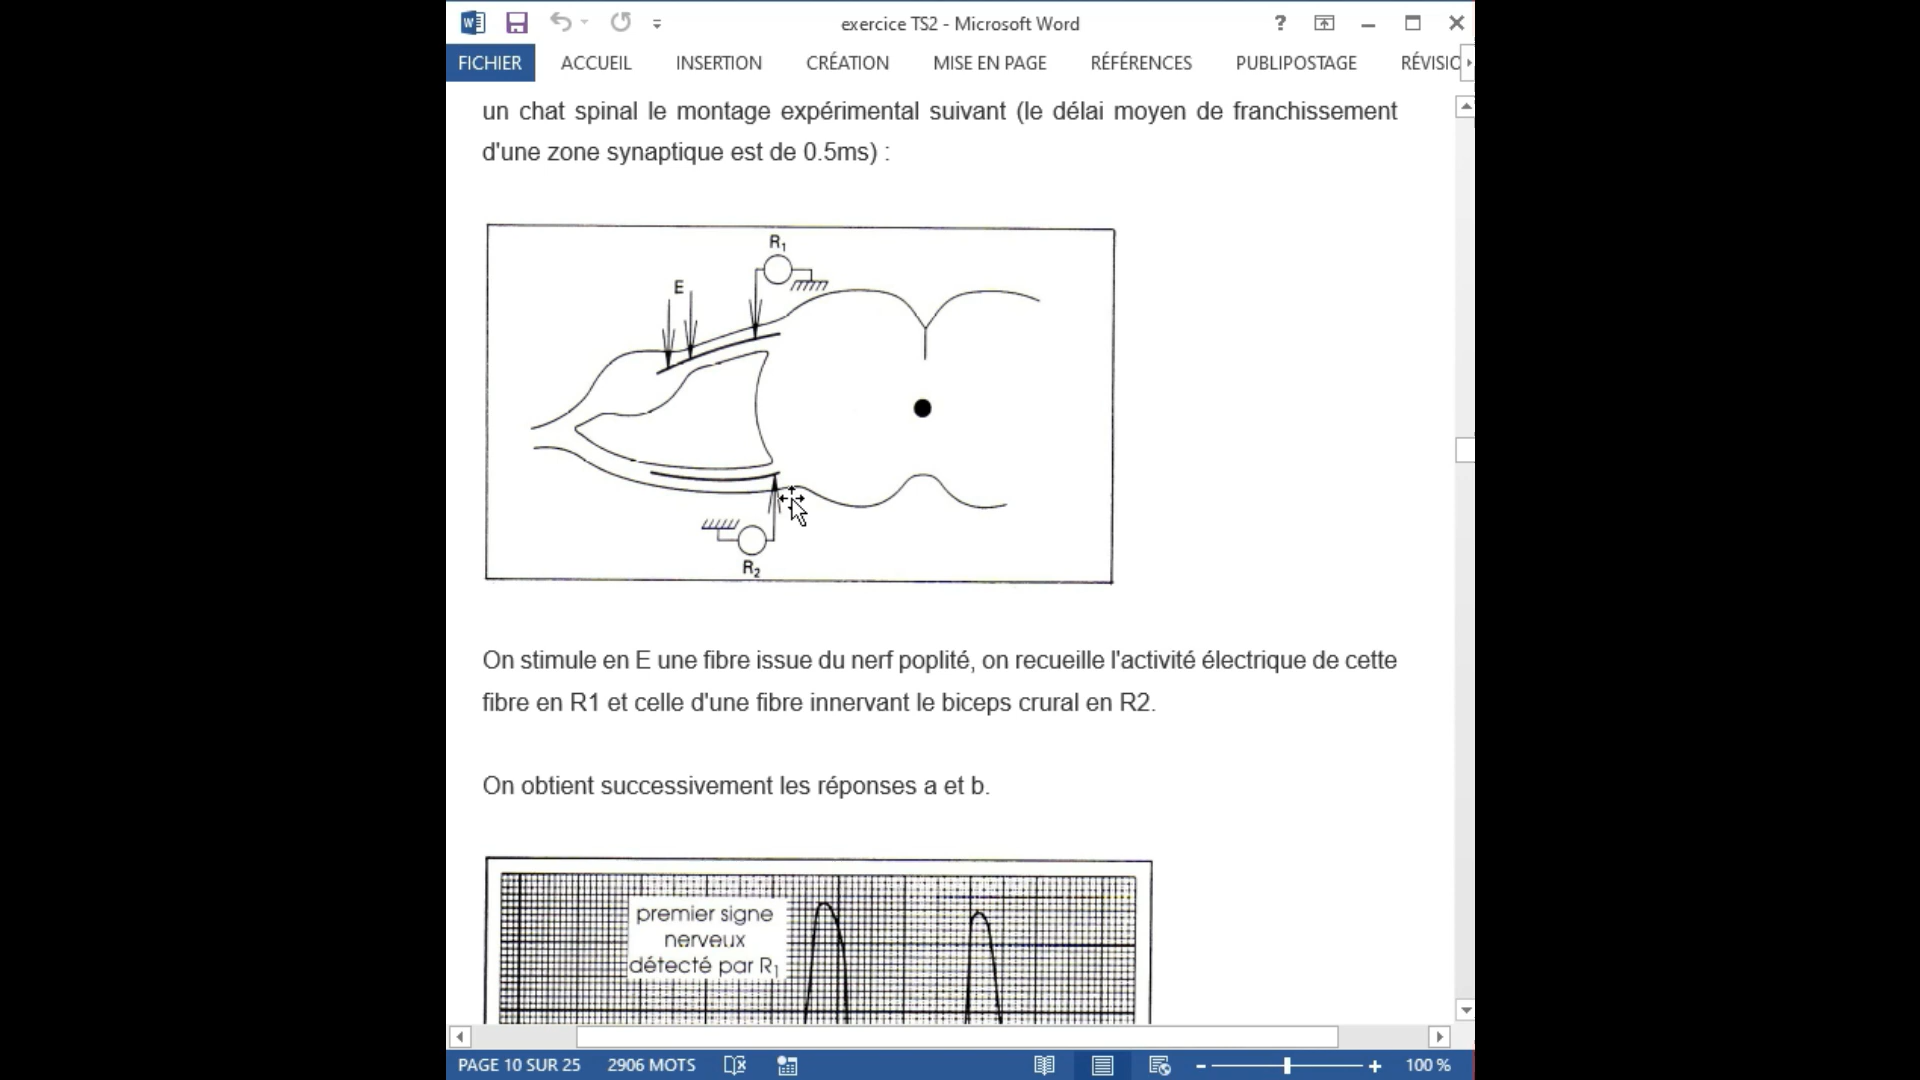 exercice TS2 - Microsoft Word
FICHIER ACCUEIL INSERTION CRÉATION MISE EN PAGE RÉFÉRENCES PUBLIPOSTAGE RÉVISIO
un chat spinal le montage expérimental suivant (le délai moyen de franchissement
d'une zone synaptique est de 0.5ms) :
R1
E
R2
On stimule en E une fibre issue du nerf poplité, on recueille l'activité électrique de cette
fibre en R1 et celle d'une fibre innervant le biceps crural en R2.
On obtient successivement les réponses a et b.
premier signe
nerveux
détecté par R1
PAGE 10 SUR 25 2906 MOTS 100 %